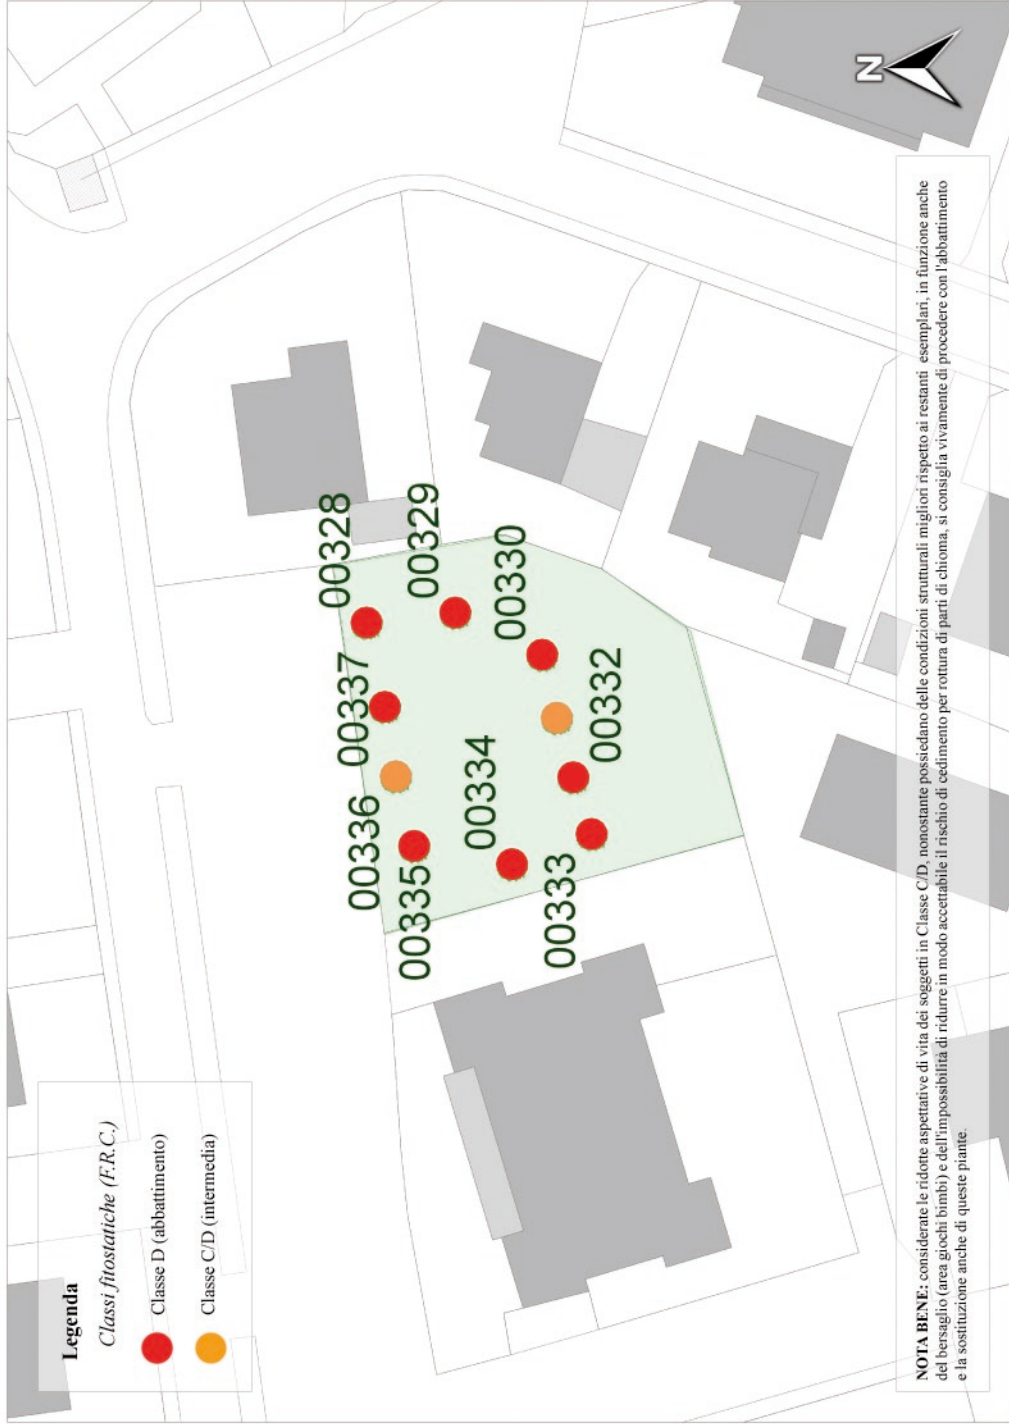 Legenda
Classi fitostatiche (F.R.C.)
Classe D (abbattimento)
Classe C/D (intermedia)
N
00328
00337
00336
00335
00329
00334
00330
00333
00332
NOTA BENE: considerate le ridotte aspettative di vita dei soggetti in Classe C/D, nonostante possiedano delle condizioni strutturali migliori rispetto ai restanti esemplari, in funzione anche
del bersaglio (area giochi bimbi) e dell'impossibilità di ridurre in modo accettabile il rischio di cedimento per rottura di parti di chioma, si consiglia vivamente di procedere con l'abbattimento
e la sostituzione anche di queste piante.